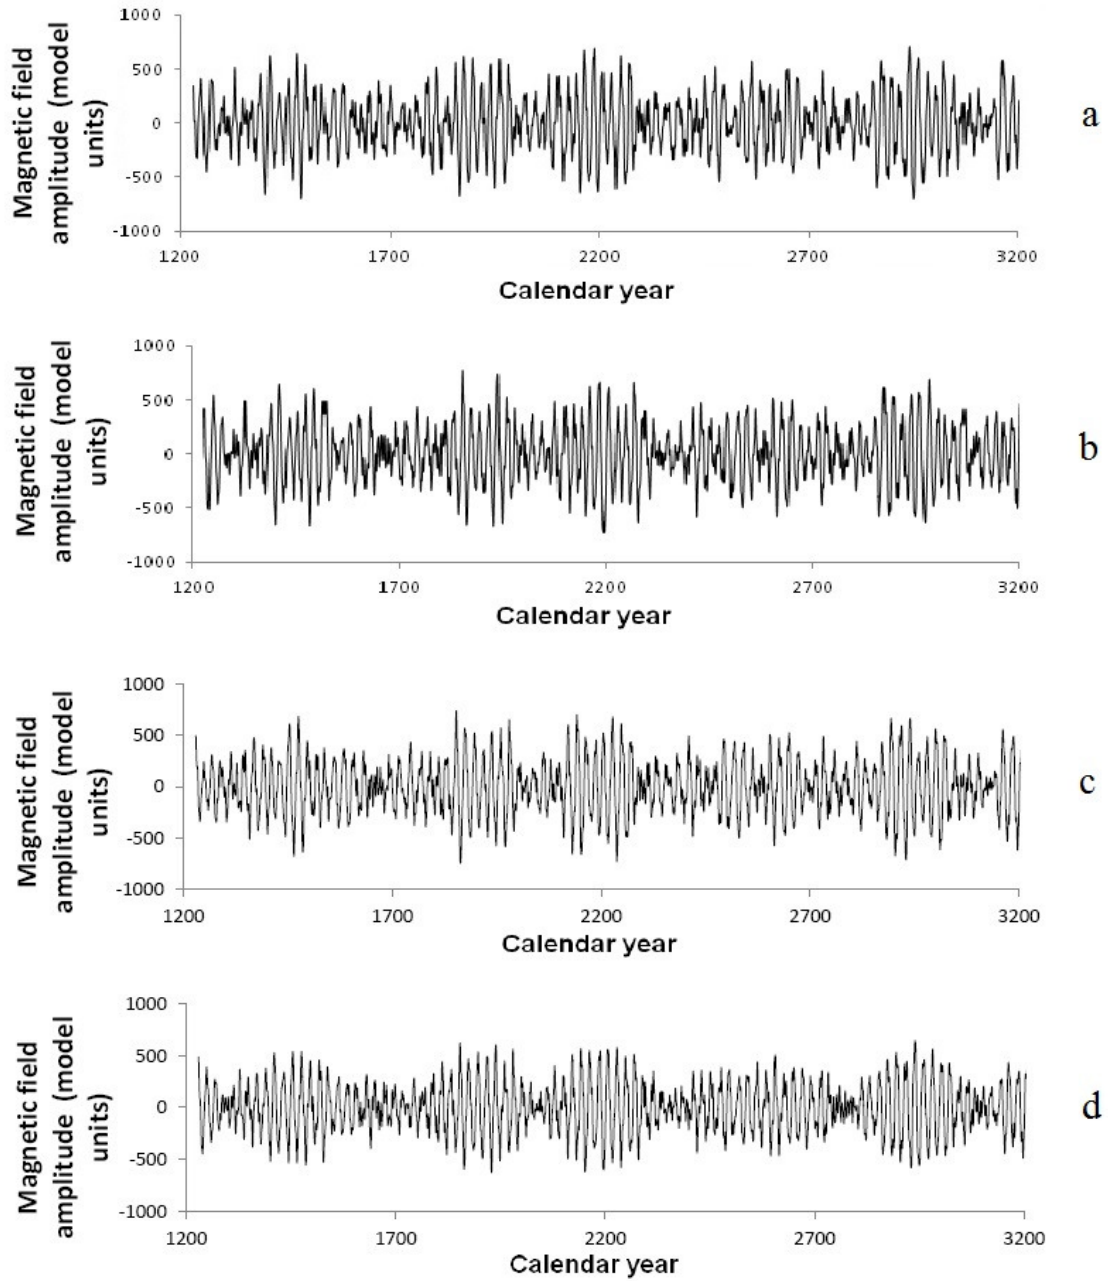 Magnetic field
amplitude (model
units)
1000
500
0
-500
-1000
1200 1700 2200 2700 3200
Calendar year
a
Magnetic field
amplitude (model
units)
1000
500
0
-500
-1000
1200 1700 2200 2700 3200
Calendar year
b
Magnetic field
amplitude (model
units)
1000
500
0
-500
-1000
1200 1700 2200 2700 3200
Calendar year
c
Magnetic field
amplitude (model
units)
1000
500
0
-500
-1000
1200 1700 2200 2700 3200
Calendar year
d